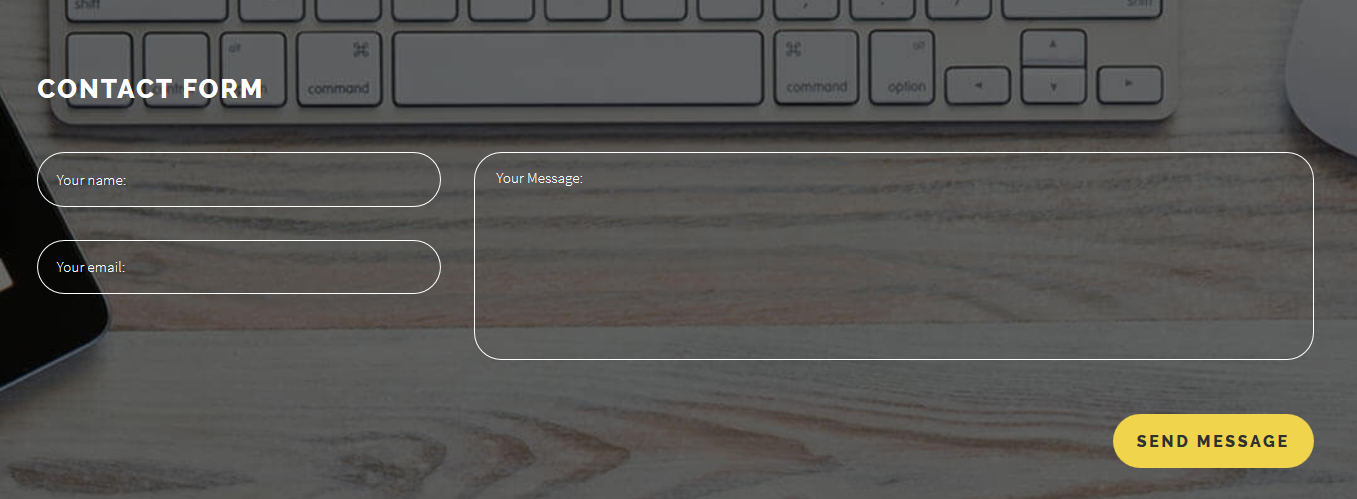 shift
shift
alt
⌘
⌘
alt
command
command
option
CONTACT FORM
Your name:
Your Message:
Your email:
SEND MESSAGE